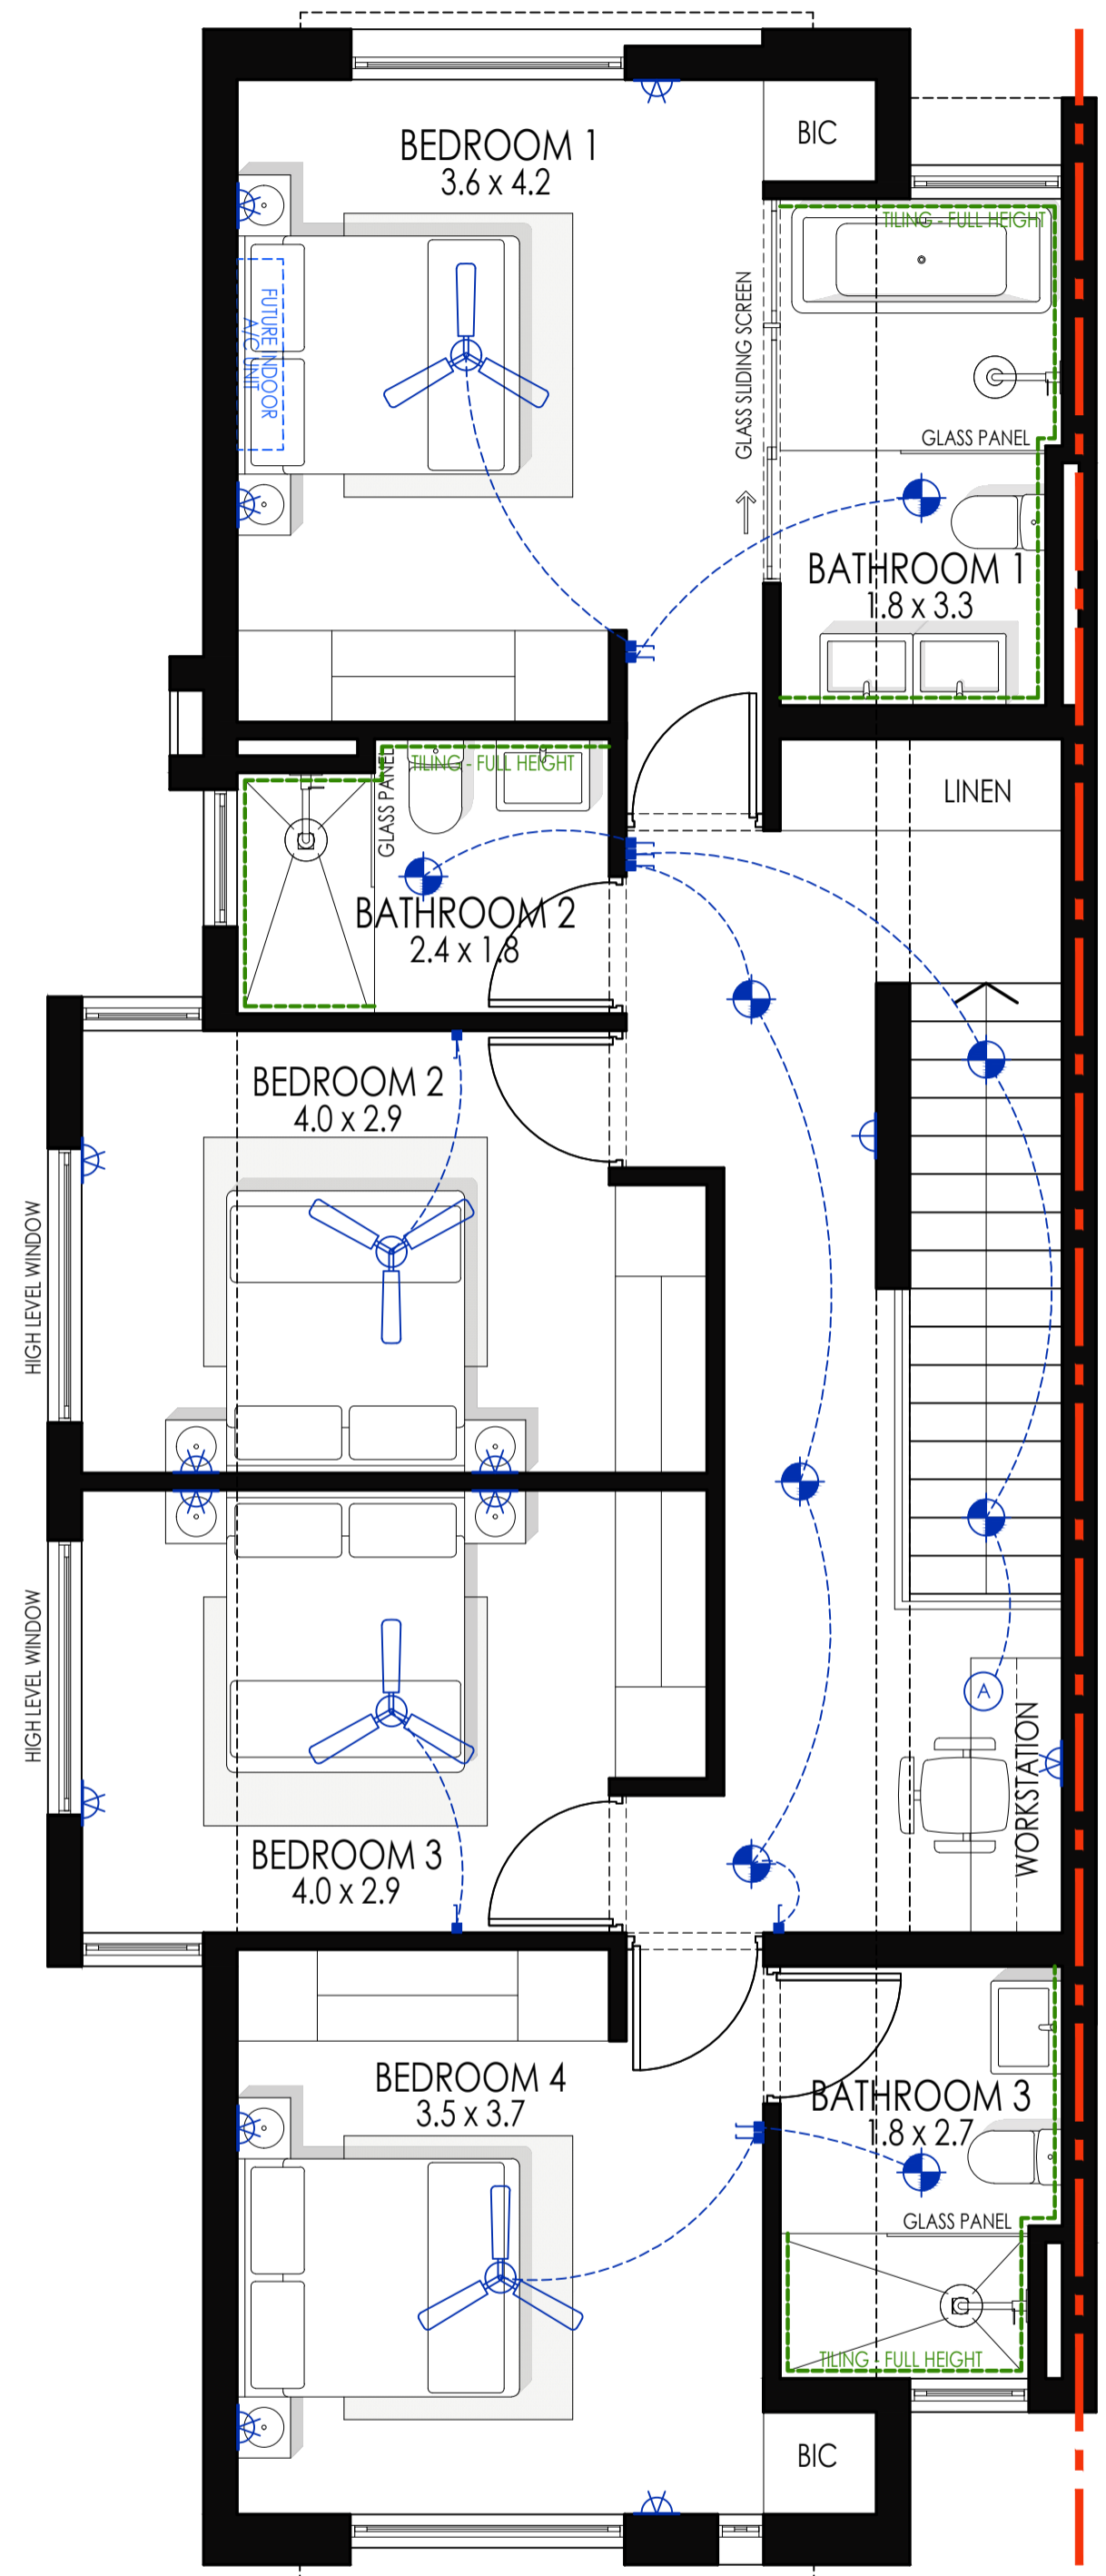 BEDROOM 1
3.6 x 4.2
BIC
TILING - FULL HEIGHT
FUTURE INDOOR
A/C UNIT
GLASS SLIDING SCREEN
GLASS PANEL
BATHROOM 1
1.8 x 3.3
LINEN
GLASS PANEL
TILING - FULL HEIGHT
BATHROOM 2
2.4 x 1.8
BEDROOM 2
4.0 x 2.9
HIGH LEVEL WINDOW
HIGH LEVEL WINDOW
A
WORKSTATION
BEDROOM 3
4.0 x 2.9
BEDROOM 4
3.5 x 3.7
BATHROOM 3
1.8 x 2.7
GLASS PANEL
TILING - FULL HEIGHT
BIC